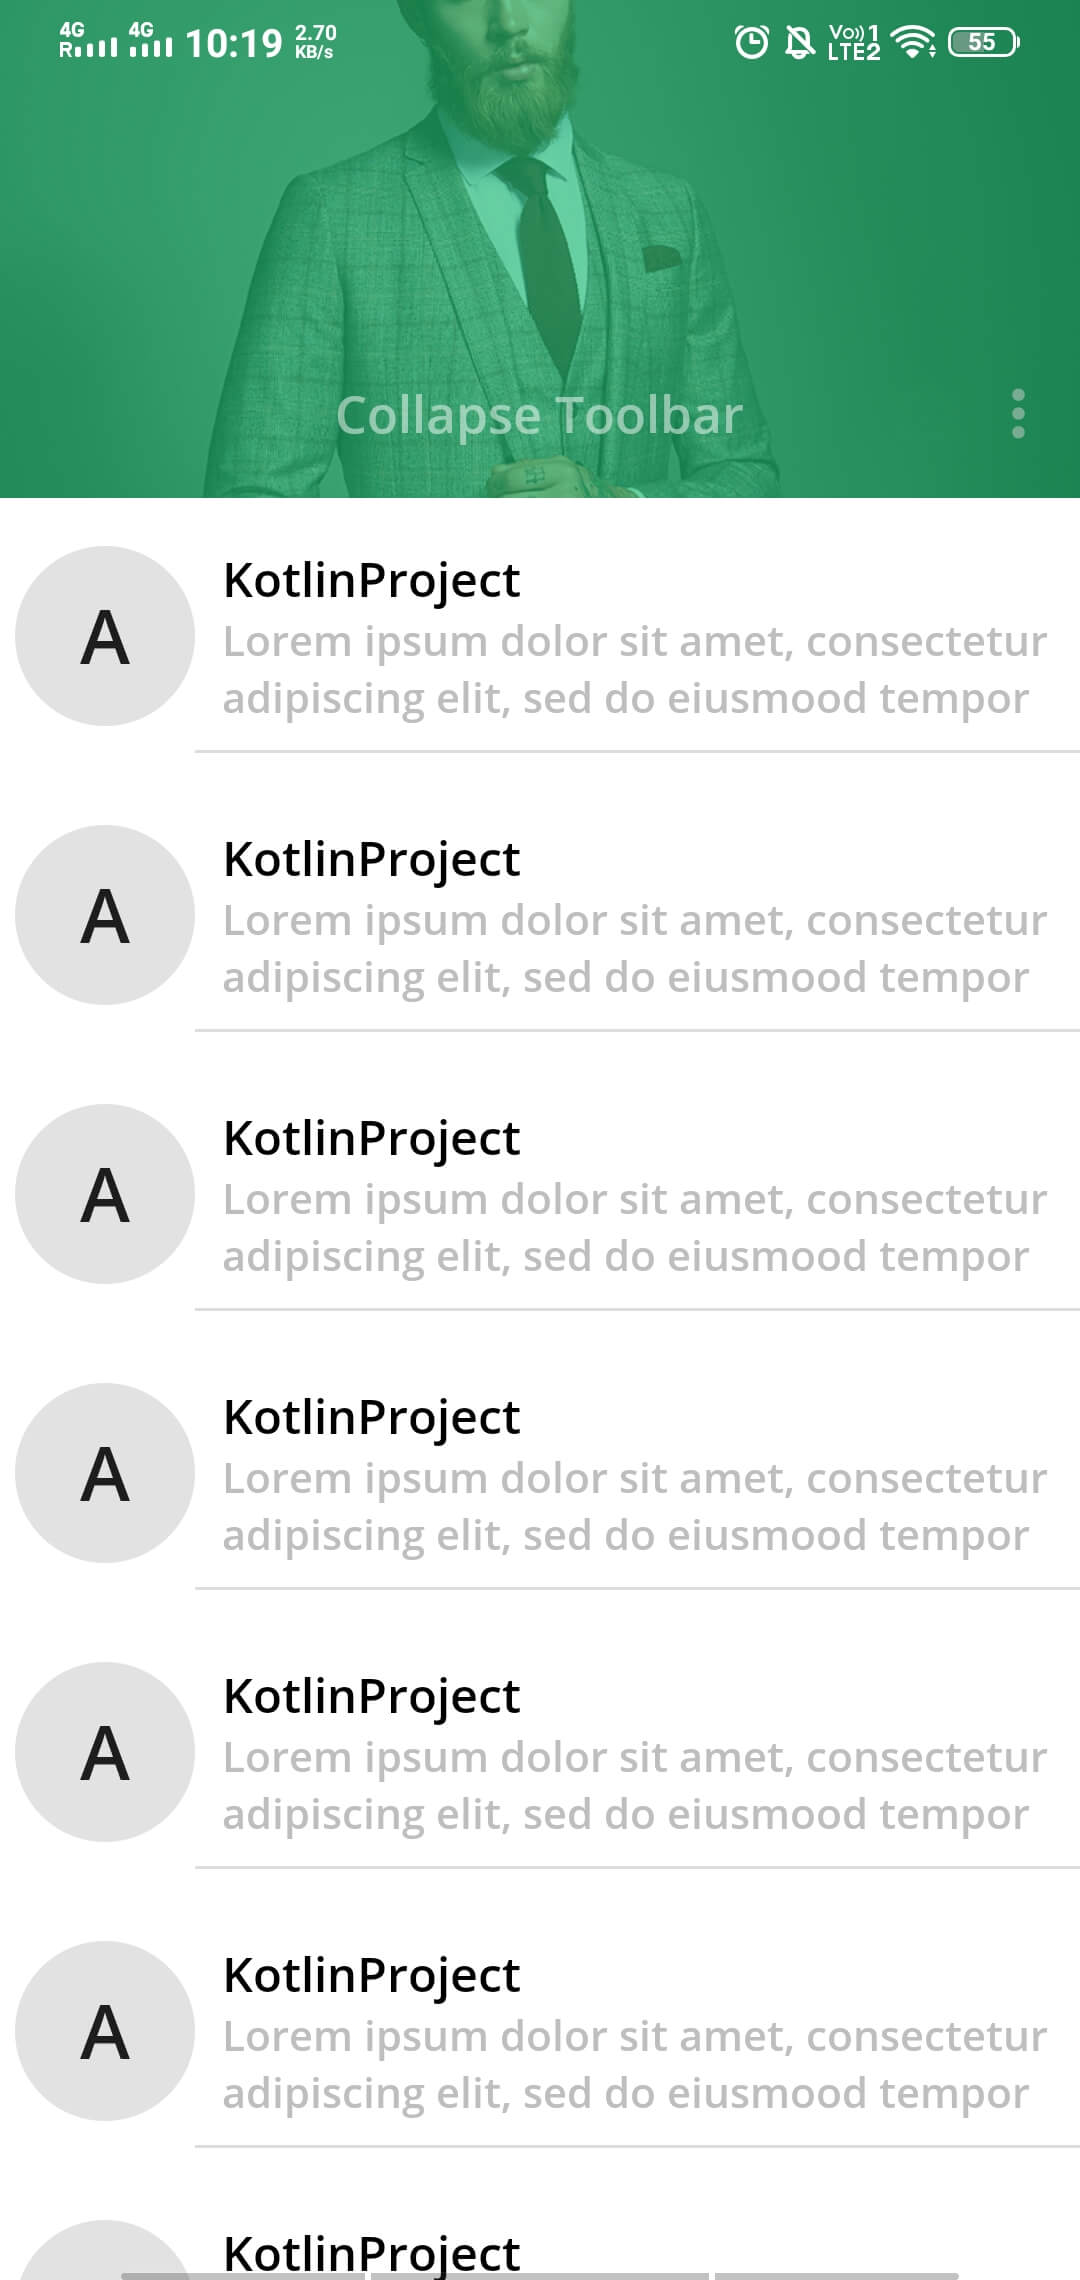 4G 4G 10:19 2.70 KB/s Vo))1 LTE2 55
R
Collapse Toolbar
KotlinProject
A
Lorem ipsum dolor sit amet, consectetur
adipiscing elit, sed do eiusmood tempor
KotlinProject
A
Lorem ipsum dolor sit amet, consectetur
adipiscing elit, sed do eiusmood tempor
KotlinProject
A
Lorem ipsum dolor sit amet, consectetur
adipiscing elit, sed do eiusmood tempor
KotlinProject
A
Lorem ipsum dolor sit amet, consectetur
adipiscing elit, sed do eiusmood tempor
KotlinProject
A
Lorem ipsum dolor sit amet, consectetur
adipiscing elit, sed do eiusmood tempor
KotlinProject
A
Lorem ipsum dolor sit amet, consectetur
adipiscing elit, sed do eiusmood tempor
KotlinProject